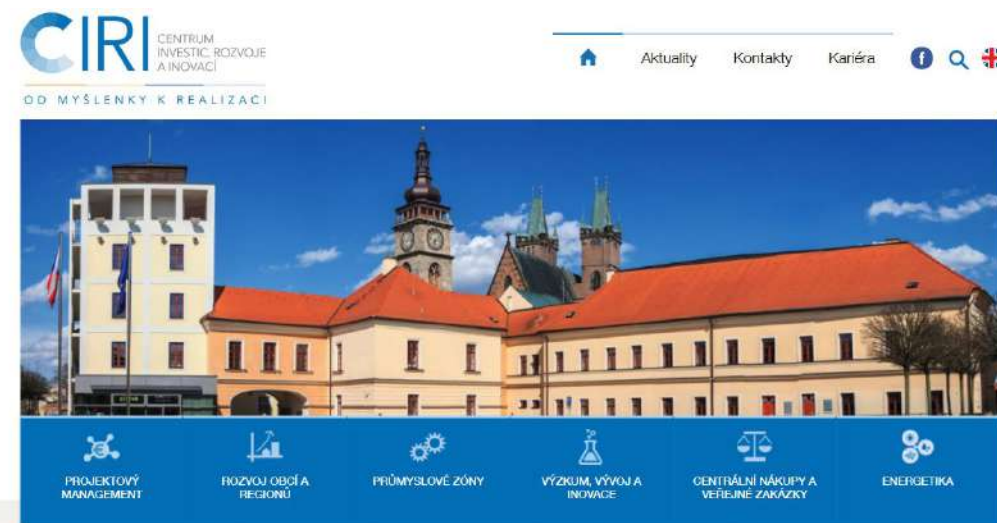 CIRI
CENTRUM
INVESTIC, ROZVOJE
A INOVACÍ
OD MYŠLENKY K REALIZACI
Aktuality Kontakty Kariéra
f
PROJEKTOVÝ
MANAGEMENT
ROZVOJ OBCÍ A
REGIONŮ
PRŮMYSLOVÉ ZÓNY
VÝZKUM, VÝVOJ A
INOVACE
CENTRÁLNÍ NÁKUPY A
VEŘEJNÉ ZAKÁZKY
ENERGETIKA